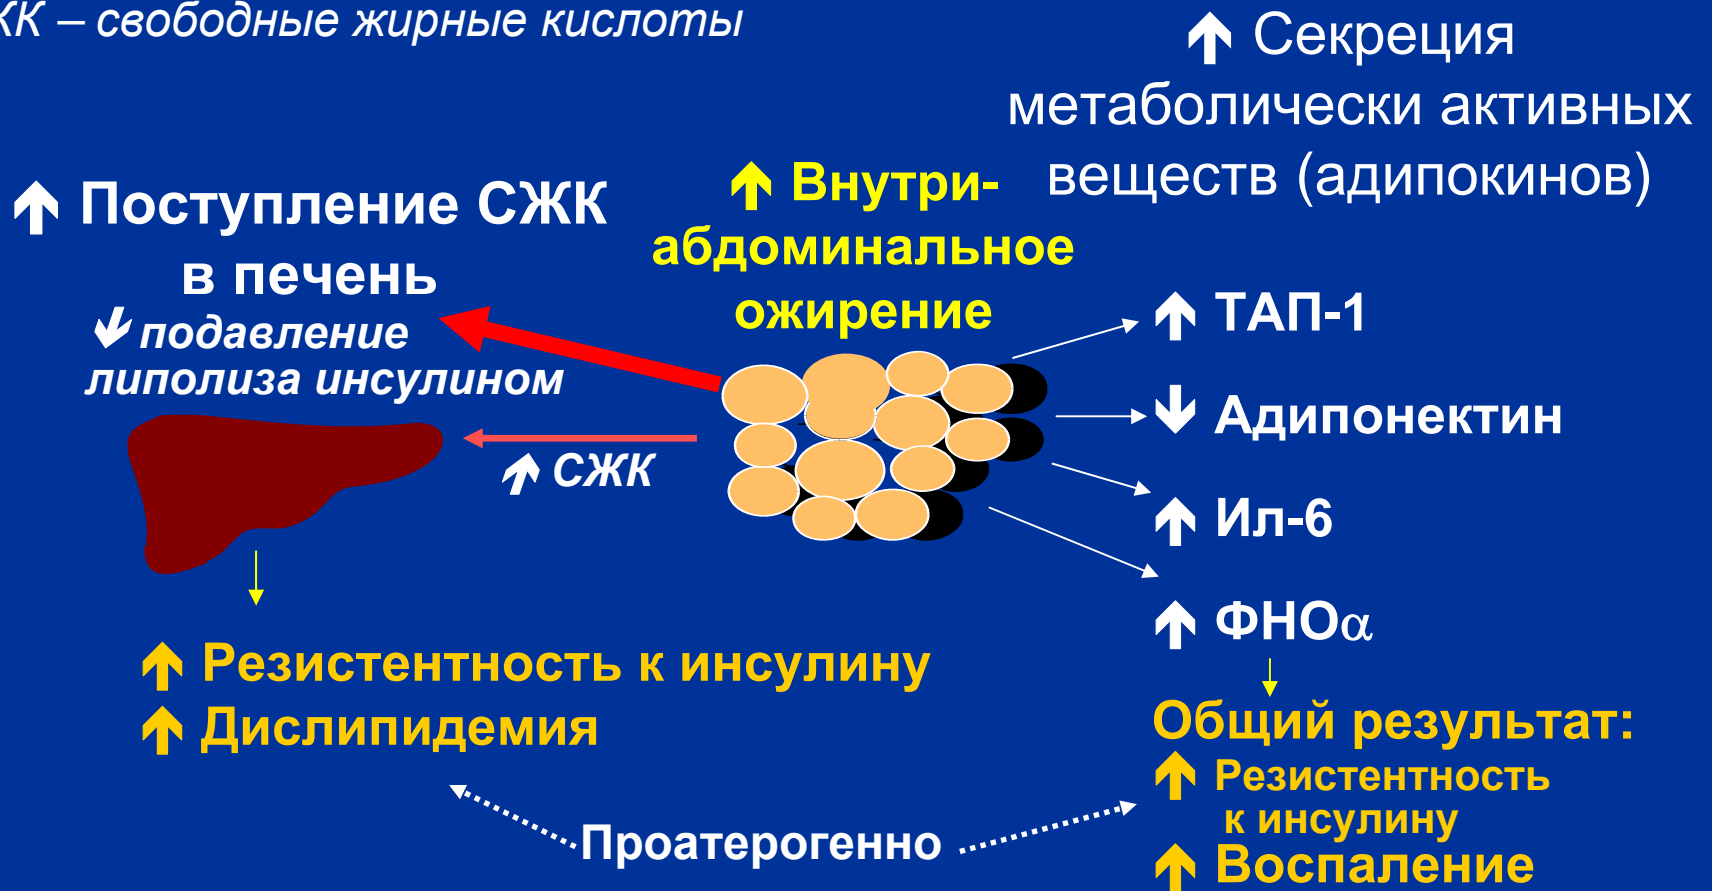 ЖК – свободные жирные кислоты
↑ Секреция
метаболически активных
веществ (адипокинов)
↑ Поступление СЖК
в печень
↓ подавление
липолиза инсулином
↑ Внутри-
абдоминальное
ожирение
↑ СЖК
↑ ТАП-1
↓ Адипонектин
↑ Ил-6
↑ ФНОα
↑ Резистентность к инсулину
↑ Дислипидемия
Общий результат:
↑ Резистентность
к инсулину
↑ Воспаление
Проатерогенно